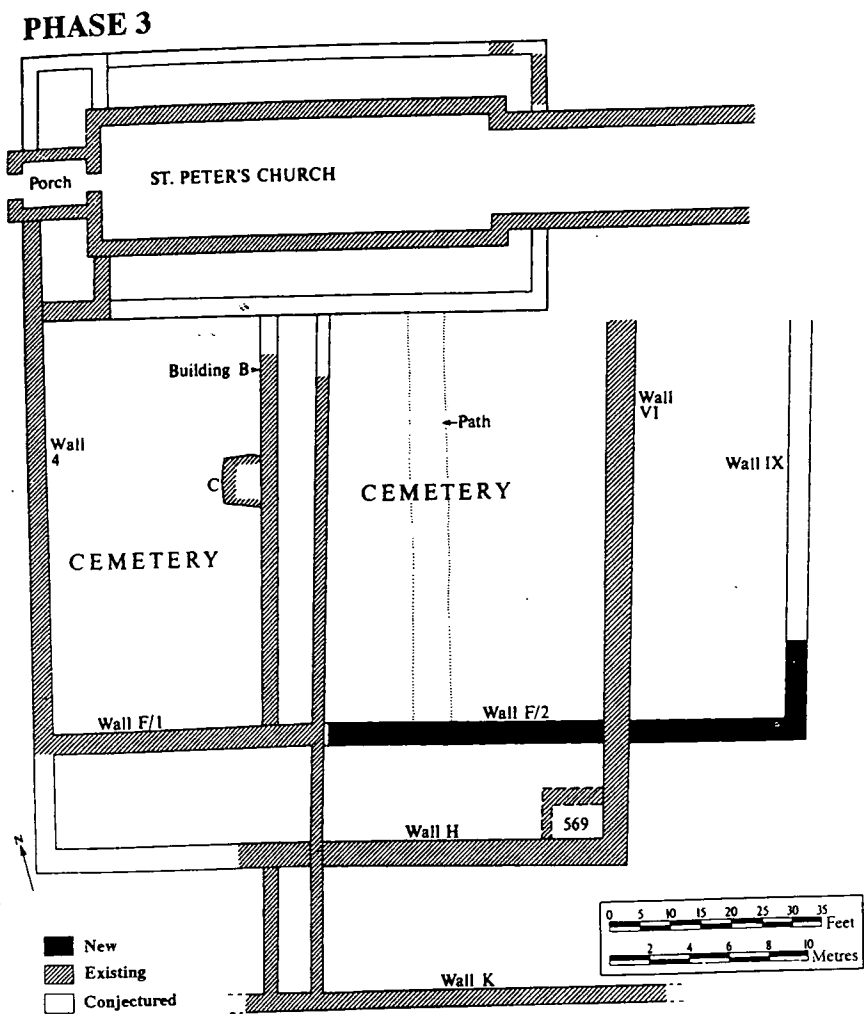 PHASE 3
Porch
ST. PETER'S CHURCH
Building B
Wall
4
Path
Wall
VI
Wall IX
C
CEMETERY
CEMETERY
Wall F/1
Wall F/2
569
Wall H
N
0 5 10 15 20 25 30 35
Feet
2 4 6 8 10
Metres
New
Existing
Conjectured
Wall K